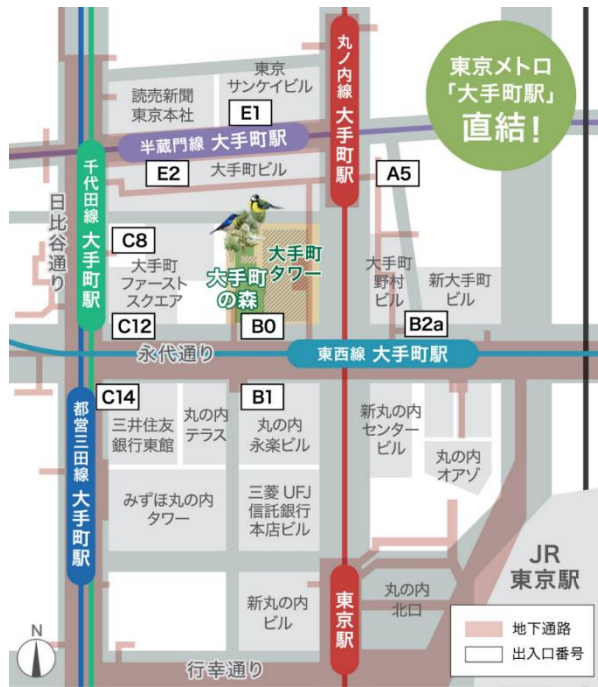 東京メトロ
「大手町駅」
直結！
東京
サンケイビル
読売新聞
東京本社
E1
丸ノ内線 大手町駅
半蔵門線 大手町駅
E2
大手町ビル
A5
千代田線 大手町駅
日比谷通り
C8
大手町
ファースト
スクエア
大手町
タワー
大手町
の森
大手町
野村
ビル
新大手町
ビル
C12
B0
B2a
永代通り
東西線 大手町駅
C14
B1
都営三田線 大手町駅
三井住友
銀行東館
丸の内
テラス
丸の内
永楽ビル
新丸の内
センター
ビル
丸の内
オアゾ
みずほ丸の内
タワー
三菱 UFJ
信託銀行
本店ビル
JR
東京駅
新丸の内
ビル
東京駅
丸の内
北口
地下通路
出入口番号
N
行幸通り